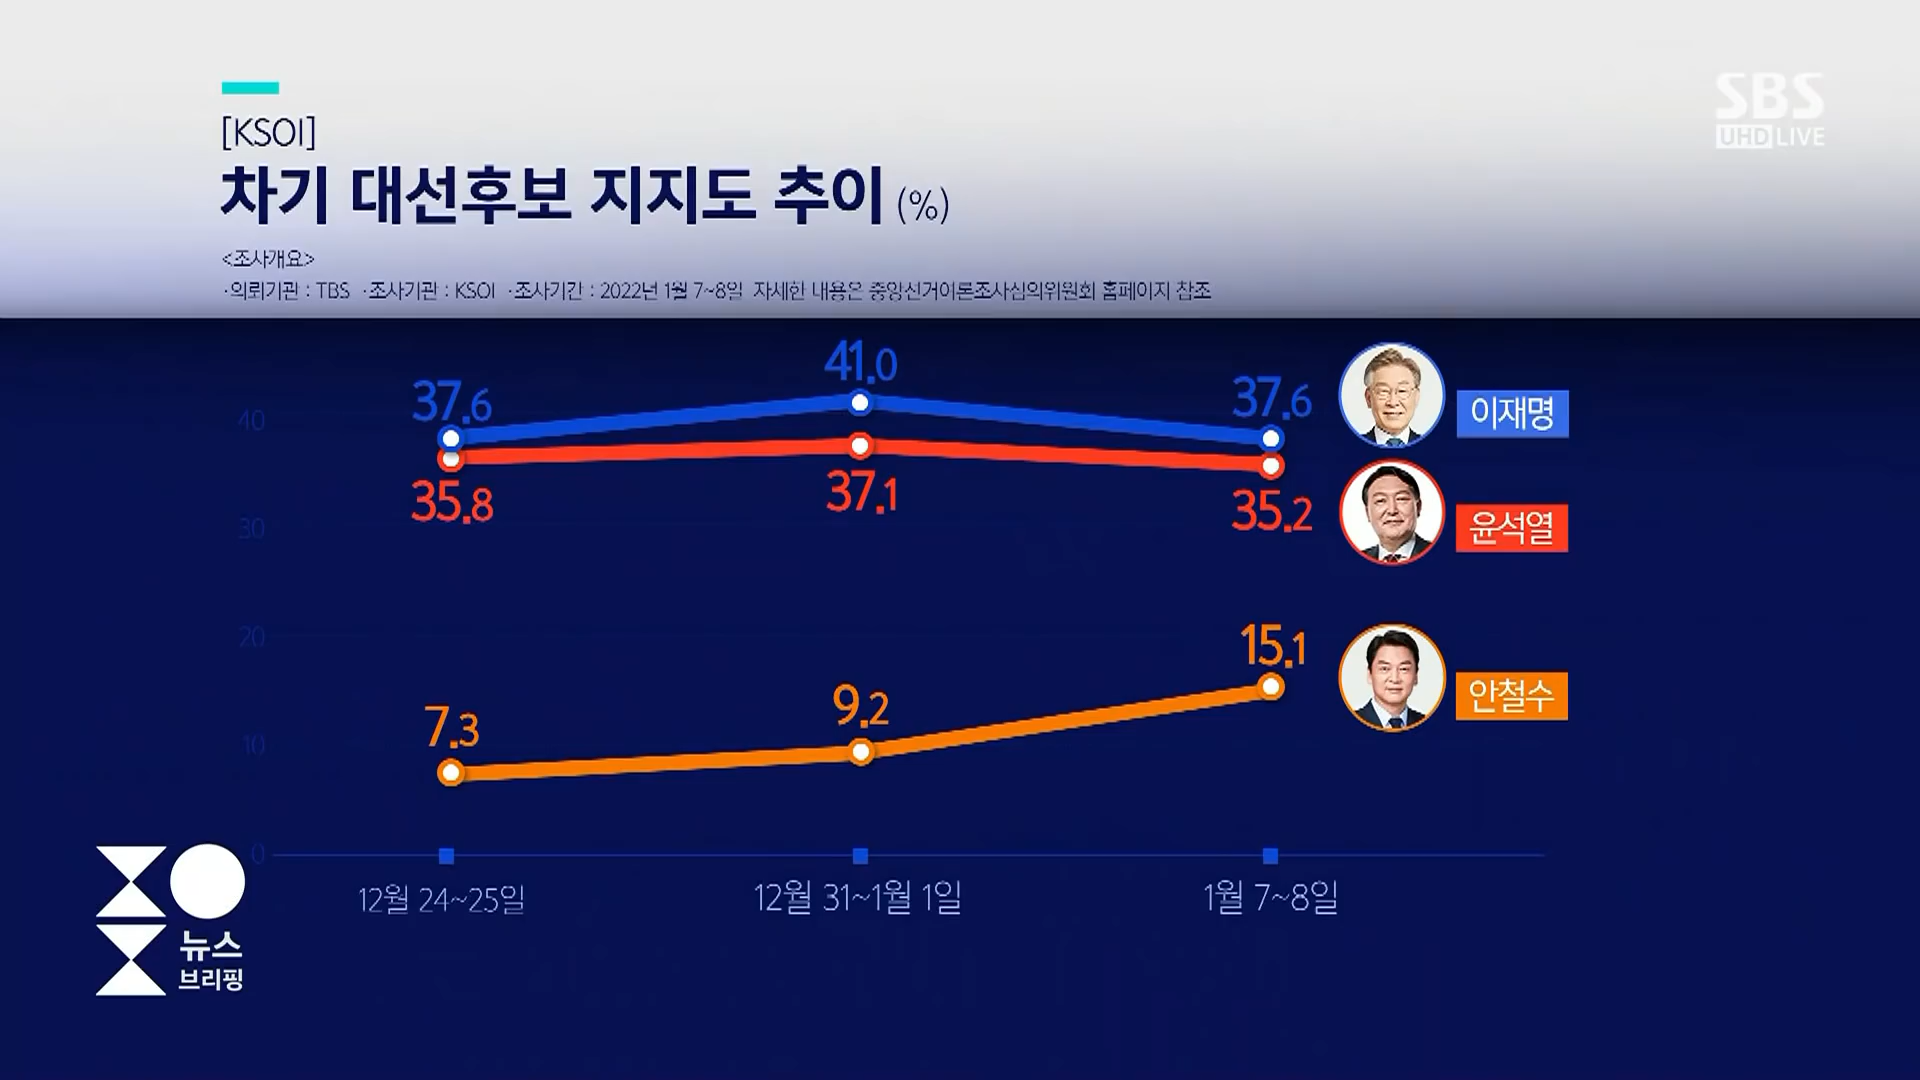 SBS
UHD LIVE
[KSOI]
차기 대선후보 지지도 추이 (%)
<조사개요>
·의뢰기관 : TBS ·조사기관 : KSOI ·조사기간 : 2022년 1월 7~8일 자세한 내용은 중앙선거여론조사심의위원회 홈페이지 참조
41.0
37.6
37.6
이재명
40
37.1
35.8
35.2
윤석열
30
20
15.1
안철수
9.2
7.3
10
0
12월 24~25일
12월 31~1월 1일
1월 7~8일
뉴스
브리핑